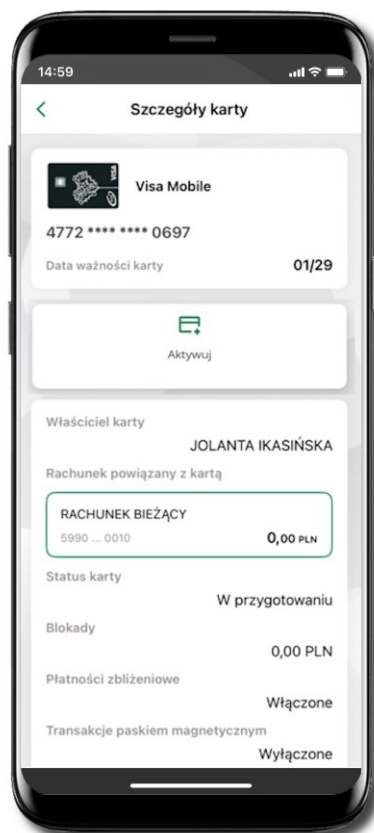 14:59
Szczegóły karty
VISA
Visa Mobile
4772 **** **** 0697
Data ważności karty 01/29
Aktywuj
Właściciel karty
JOLANTA IKASIŃSKA
Rachunek powiązany z kartą
RACHUNEK BIEŻĄCY
5990 ... 0010 0,00 PLN
Status karty
W przygotowaniu
Blokady
0,00 PLN
Płatności zbliżeniowe
Włączone
Transakcje paskiem magnetycznym
Wyłączone